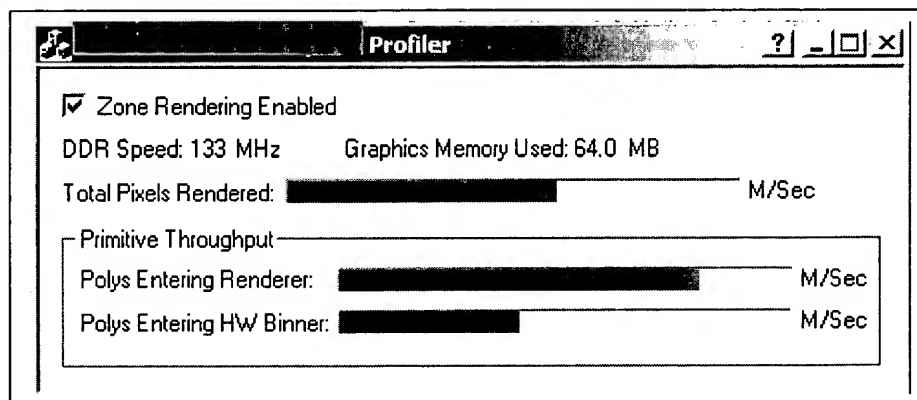 Profiler
Zone Rendering Enabled
DDR Speed: 133 MHz Graphics Memory Used: 64.0 MB
Total Pixels Rendered: M/Sec
Primitive Throughput
Polys Entering Renderer: M/Sec
Polys Entering HW Binner: M/Sec